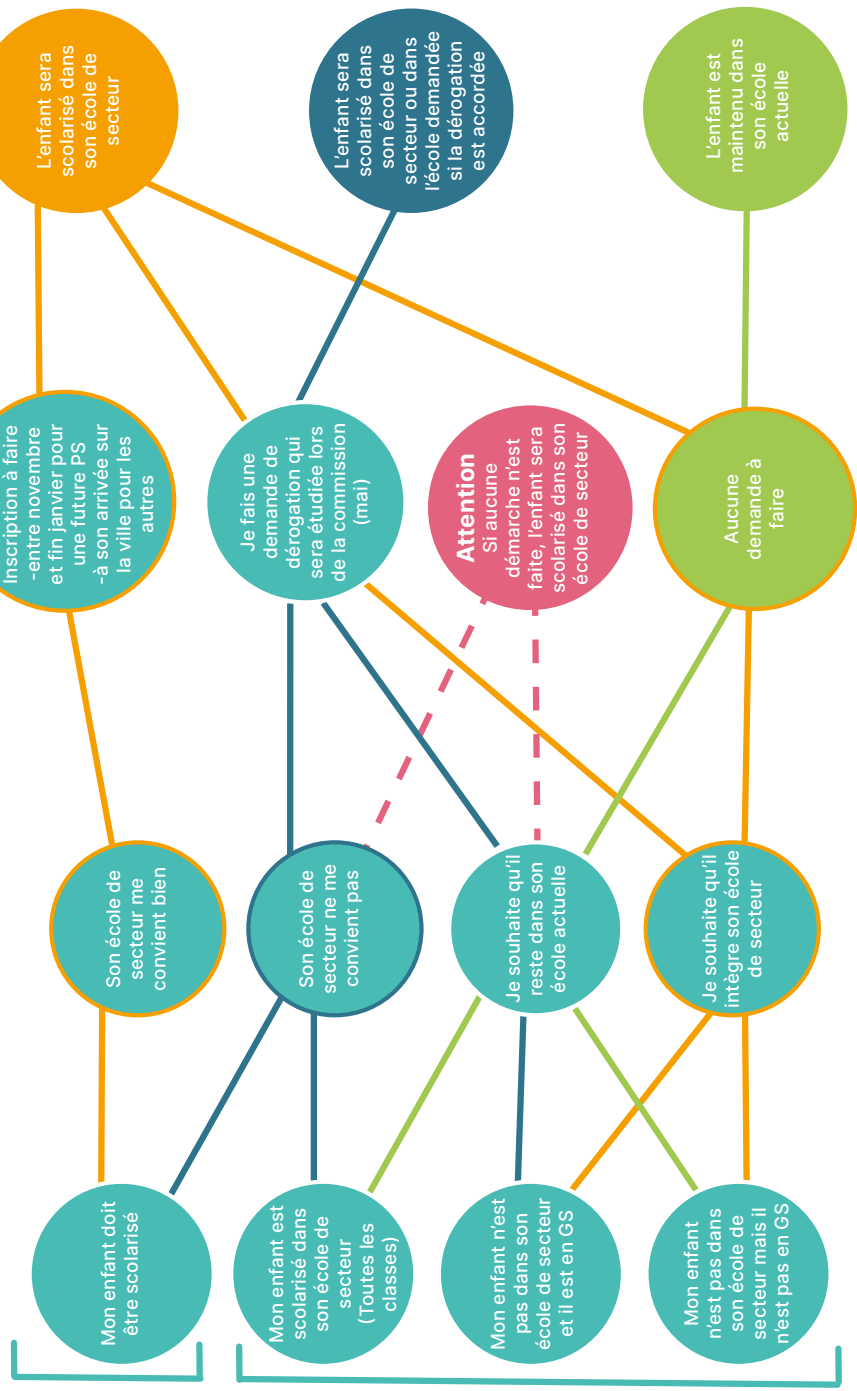 Mon enfant doit
être scolarisé
Mon enfant est
scolarisé dans
son école de
secteur
(Toutes les
classes)
Mon enfant n'est
pas dans son
école de secteur
et il est en GS
Mon enfant
n'est pas dans
son école de
secteur mais il
n'est pas en GS
Son école de
secteur me
convient bien
Son école de
secteur ne me
convient pas
Je souhaite qu'il
reste dans son
école actuelle
Je souhaite qu'il
intègre son école
de secteur
Inscription à faire
-entre novembre
et fin janvier pour
une future PS
-à son arrivée sur
la ville pour les
autres
Je fais une
demande de
dérogation qui
sera étudiée lors
de la commission
(mai)
Attention
Si aucune
démarche n'est
faite, l'enfant sera
scolarisé dans son
école de secteur
Aucune
demande à
faire
L'enfant sera
scolarisé dans
son école de
secteur
L'enfant sera
scolarisé dans
son école de
secteur ou dans
l'école demandée
si la dérogation
est accordée
L'enfant est
maintenu dans
son école
actuelle